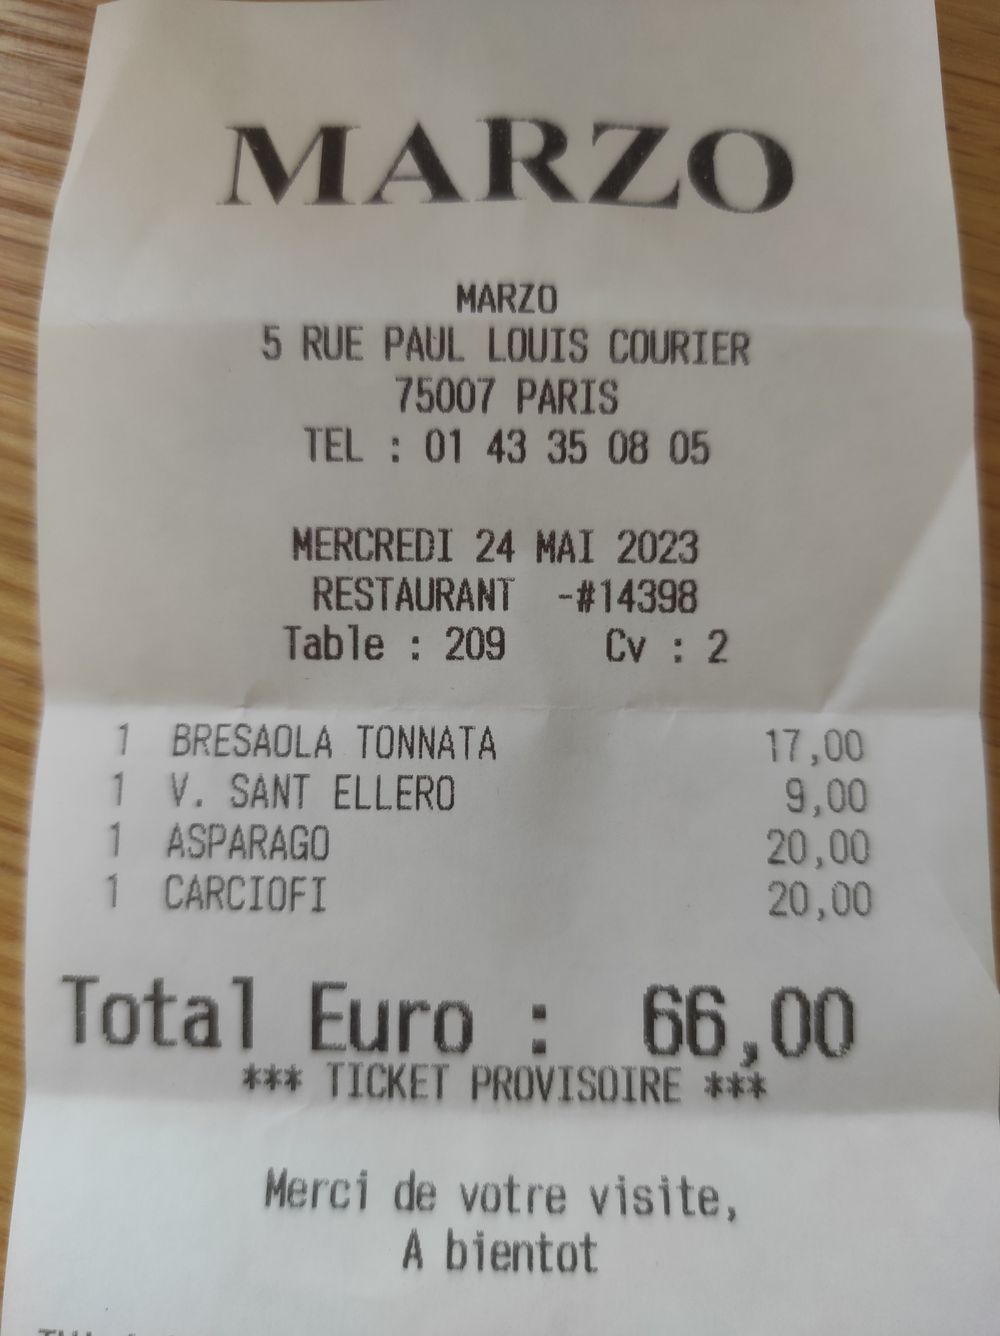 MARZO
MARZO
5 RUE PAUL LOUIS COURIER
75007 PARIS
TEL : 01 43 35 08 05
MERCREDI 24 MAI 2023
RESTAURANT -#14398
Table : 209 Cv : 2
1 BRESAOLA TONNATA 17,00
1 V. SANT ELLERO 9,00
1 ASPARAGO 20,00
1 CARCIOFI 20,00
Total Euro : 66,00
*** TICKET PROVISOIRE ***
Merci de votre visite,
A bientot